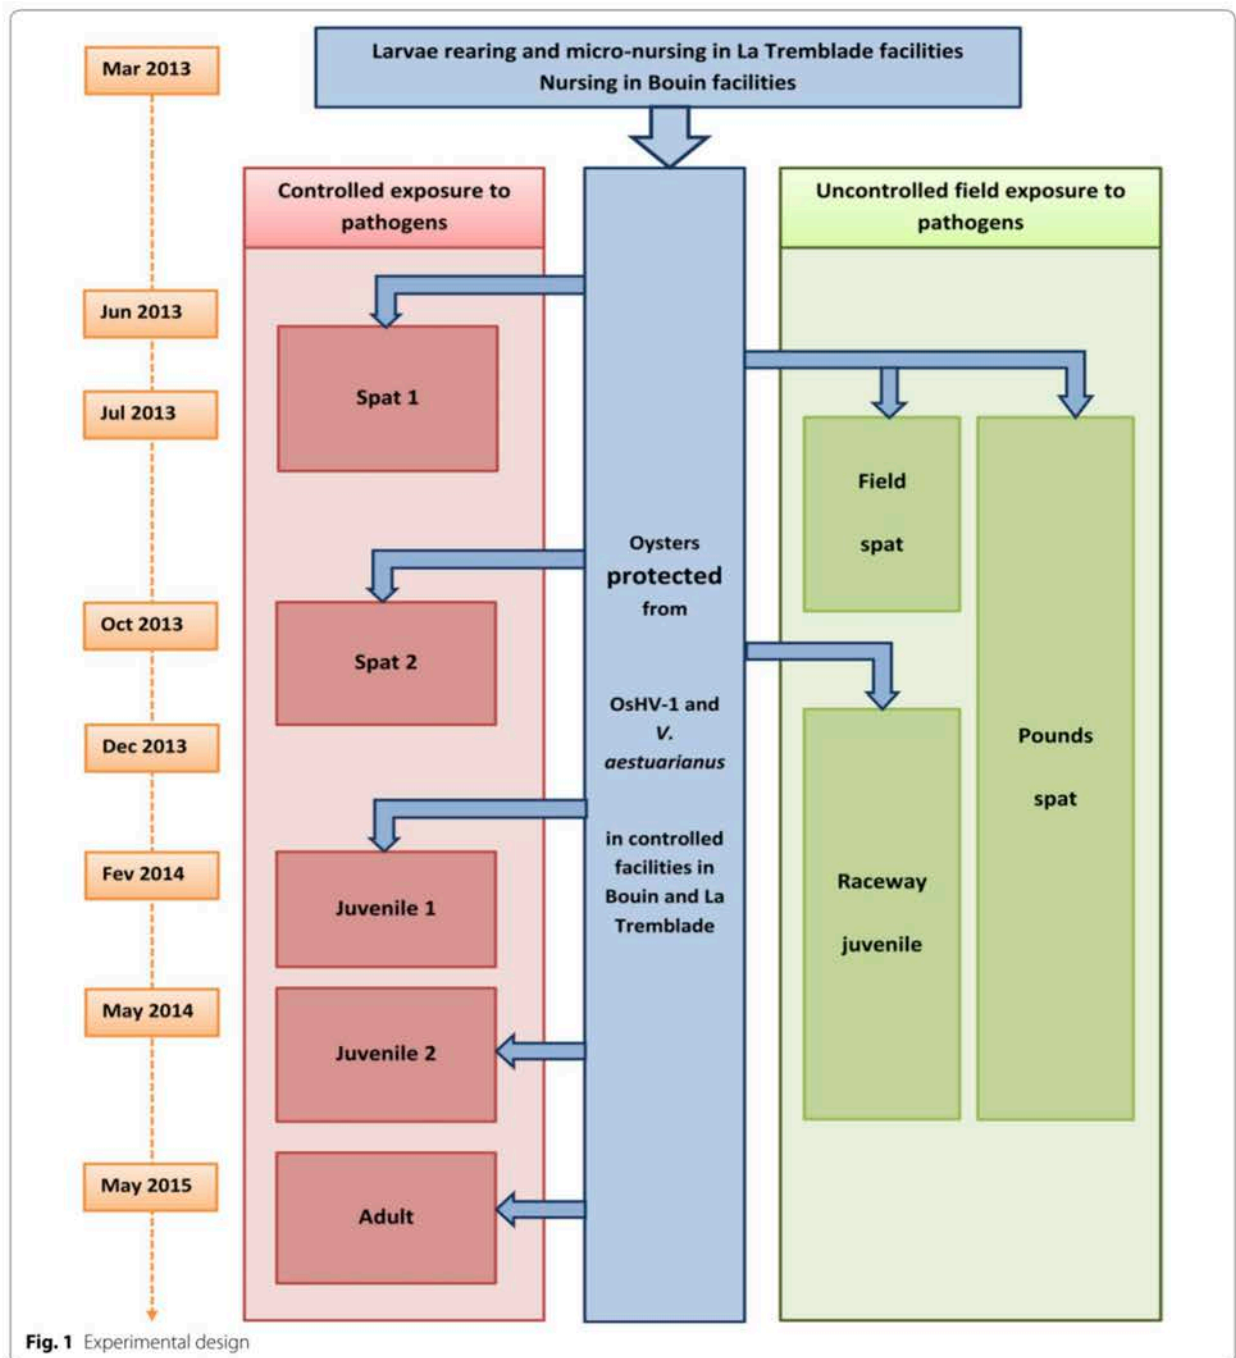 Mar 2013
Larvae rearing and micro-nursing in La Tremblade facilities
Nursing in Bouin facilities
Controlled exposure to
pathogens
Uncontrolled field exposure to
pathogens
Jun 2013
Jul 2013
Oct 2013
Dec 2013
Fev 2014
May 2014
May 2015
Spat 1
Spat 2
Juvenile 1
Juvenile 2
Adult
Oysters
protected
from
OsHV-1 and
V.
aestuarianus
in controlled
facilities in
Bouin and La
Tremblade
Field
spat
Raceway
juvenile
Pounds
spat
Fig. 1 Experimental design